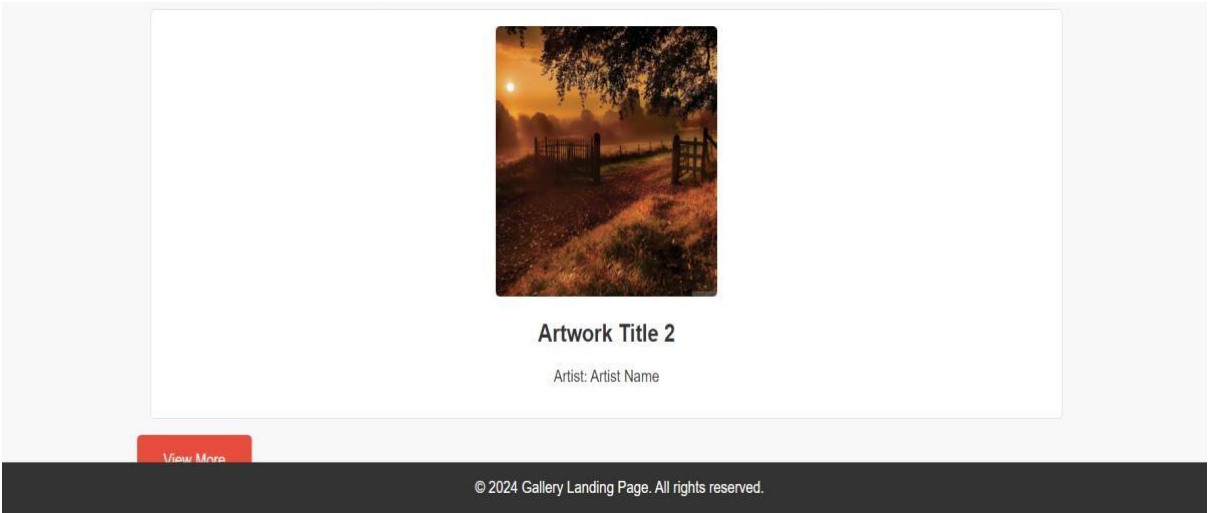 Artwork Title 2
Artist: Artist Name
View More
© 2024 Gallery Landing Page. All rights reserved.